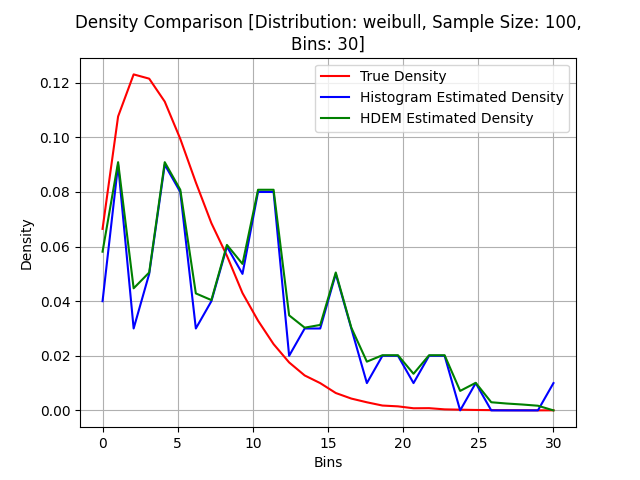 Density Comparison [Distribution: weibull, Sample Size: 100,
Bins: 30]
True Density
Histogram Estimated Density
HDEM Estimated Density
Density
0.12
0.10
0.08
0.06
0.04
0.02
0.00
0 5 10 15 20 25 30
Bins